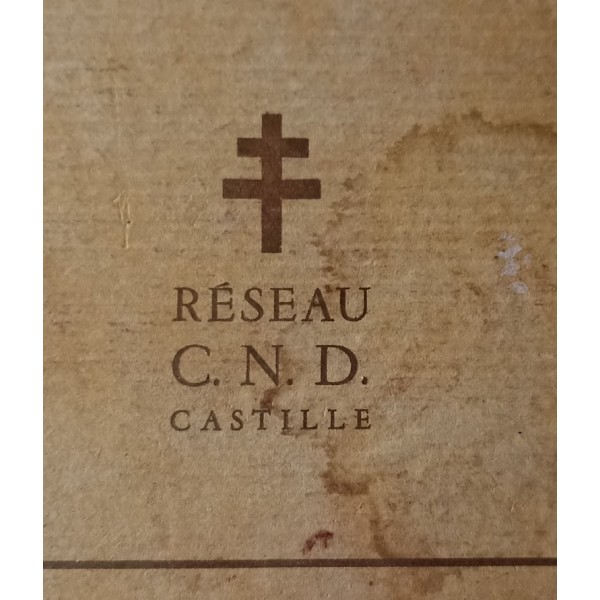 RÉSEAU
C. N. D.
CASTILLE